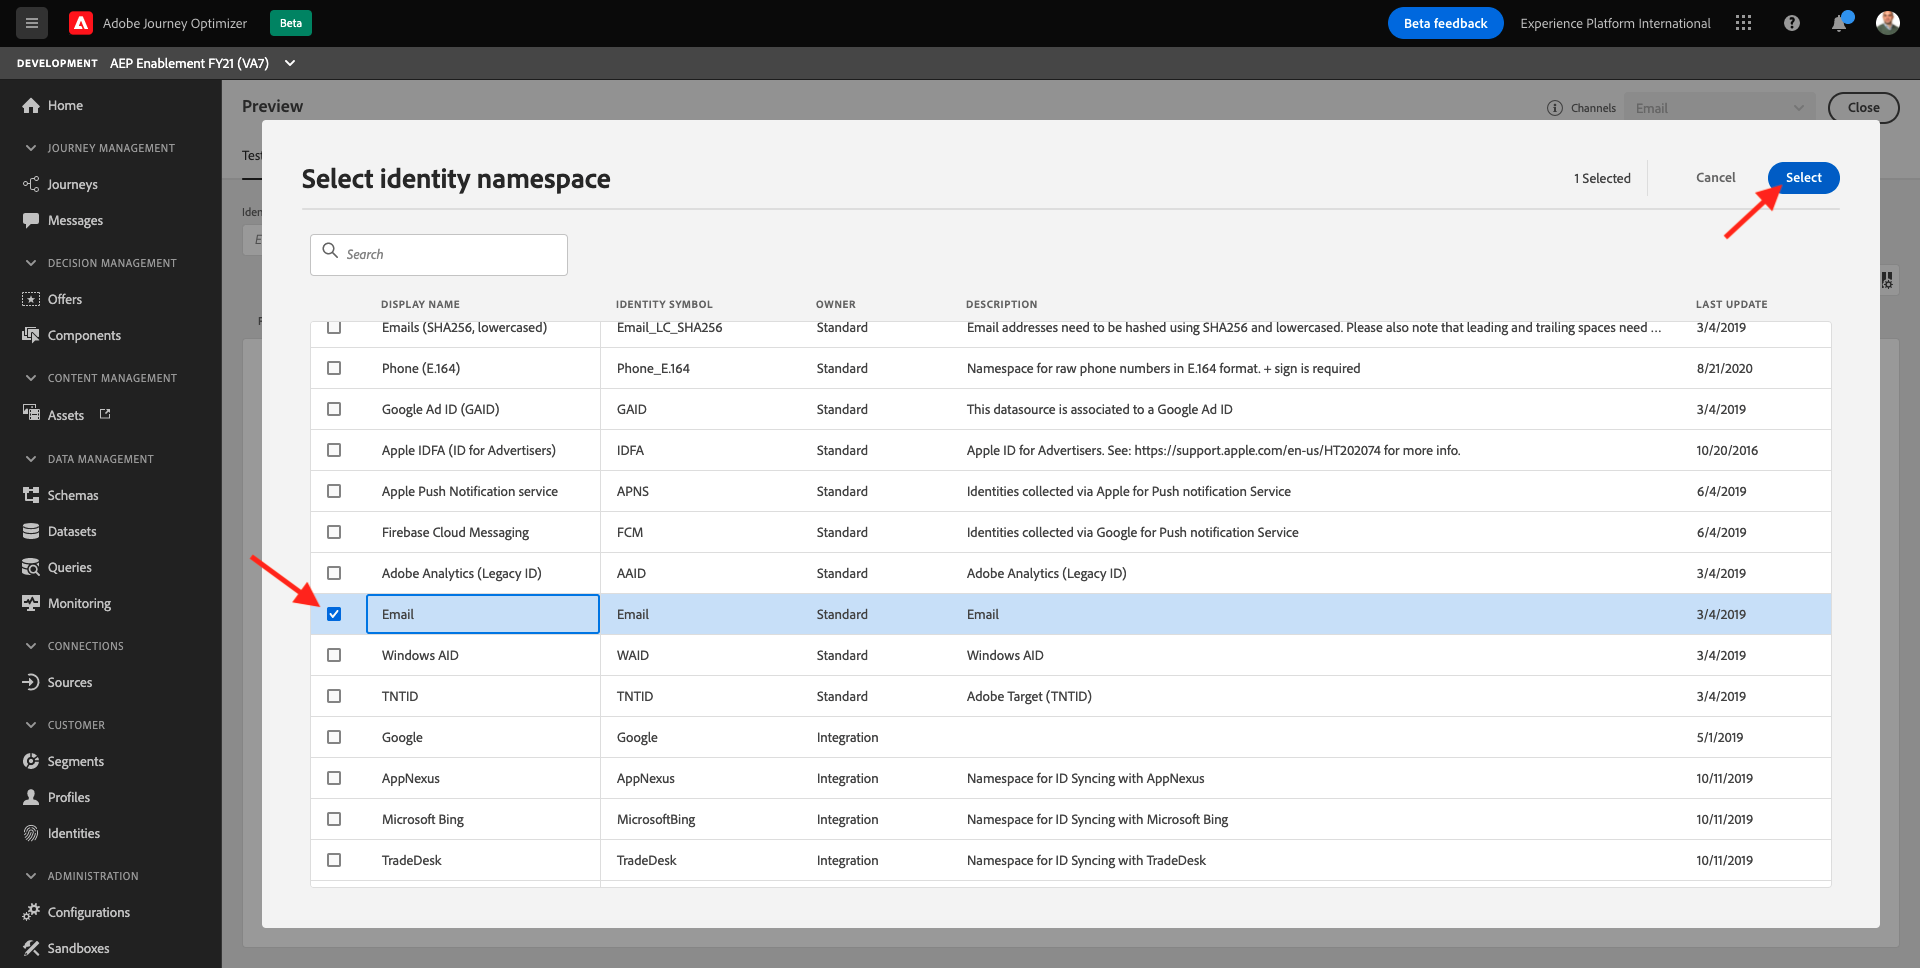 Adobe Journey Optimizer
Beta
Beta feedback
Experience Platform International
DEVELOPMENT
AEP Enablement FY21 (VA7)
Home
JOURNEY MANAGEMENT
Journeys
Messages
DECISION MANAGEMENT
Offers
Components
CONTENT MANAGEMENT
Assets
DATA MANAGEMENT
Schemas
Datasets
Queries
Monitoring
CONNECTIONS
Sources
CUSTOMER
Segments
Profiles
Identities
ADMINISTRATION
Configurations
Sandboxes
Preview
Channels
Email
Close
Test
Iden
E
Select identity namespace
1 Selected
Cancel
Select
Search
DISPLAY NAME IDENTITY SYMBOL OWNER DESCRIPTION LAST UPDATE
Emails (SHA256, lowercased) Email_LC_SHA256 Standard Email addresses need to be hashed using SHA256 and lowercased. Please also note that leading and trailing spaces need ... 3/4/2019
Phone (E.164) Phone_E.164 Standard Namespace for raw phone numbers in E.164 format. + sign is required 8/21/2020
Google Ad ID (GAID) GAID Standard This datasource is associated to a Google Ad ID 3/4/2019
Apple IDFA (ID for Advertisers) IDFA Standard Apple ID for Advertisers. See: https://support.apple.com/en-us/HT202074 for more info. 10/20/2016
Apple Push Notification service APNS Standard Identities collected via Apple for Push notification Service 6/4/2019
Firebase Cloud Messaging FCM Standard Identities collected via Google for Push notification Service 6/4/2019
Adobe Analytics (Legacy ID) AAID Standard Adobe Analytics (Legacy ID) 3/4/2019
Email Email Standard Email 3/4/2019
Windows AID WAID Standard Windows AID 3/4/2019
TNTID TNTID Standard Adobe Target (TNTID) 3/4/2019
Google Google Integration 5/1/2019
AppNexus AppNexus Integration Namespace for ID Syncing with AppNexus 10/11/2019
Microsoft Bing MicrosoftBing Integration Namespace for ID Syncing with Microsoft Bing 10/11/2019
TradeDesk TradeDesk Integration Namespace for ID Syncing with TradeDesk 10/11/2019